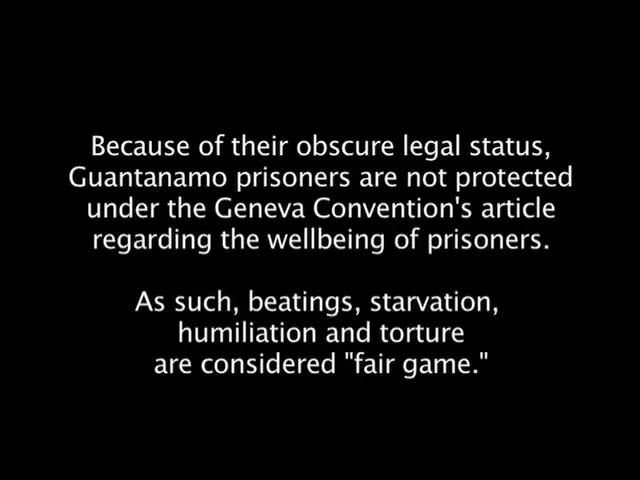 Because of their obscure legal status,
Guantanamo prisoners are not protected
under the Geneva Convention's article
regarding the wellbeing of prisoners.
As such, beatings, starvation,
humiliation and torture
are considered "fair game."